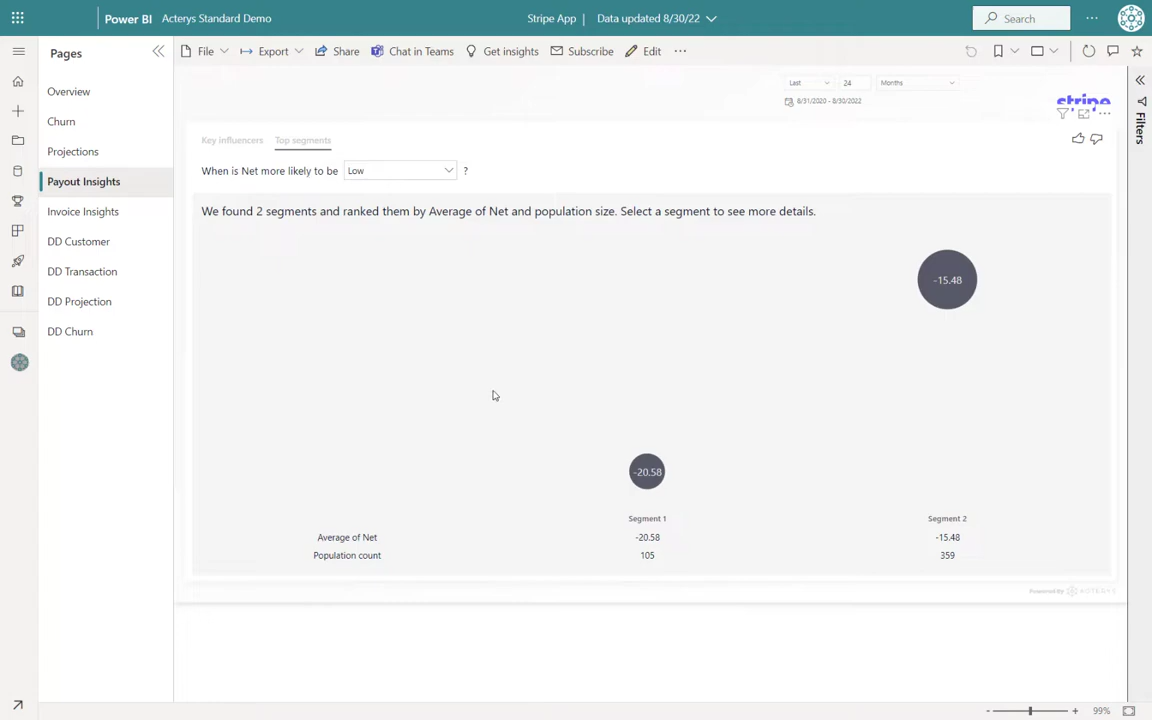 Power BI Acterys Standard Demo
Stripe App Data updated 8/30/22
Search
Pages
File Export Share Chat in Teams Get insights Subscribe Edit
Overview
Churn
Projections
Payout Insights
Invoice Insights
DD Customer
DD Transaction
DD Projection
DD Churn
Last 24 Months
8/31/2020 - 8/30/2022
stripe
Filters
Key influencers Top segments
When is Net more likely to be Low ?
We found 2 segments and ranked them by Average of Net and population size. Select a segment to see more details.
-15.48
-20.58
Segment 1 Segment 2
Average of Net -20.58 -15.48
Population count 105 359
Powered by ACTERYS
- + 99%